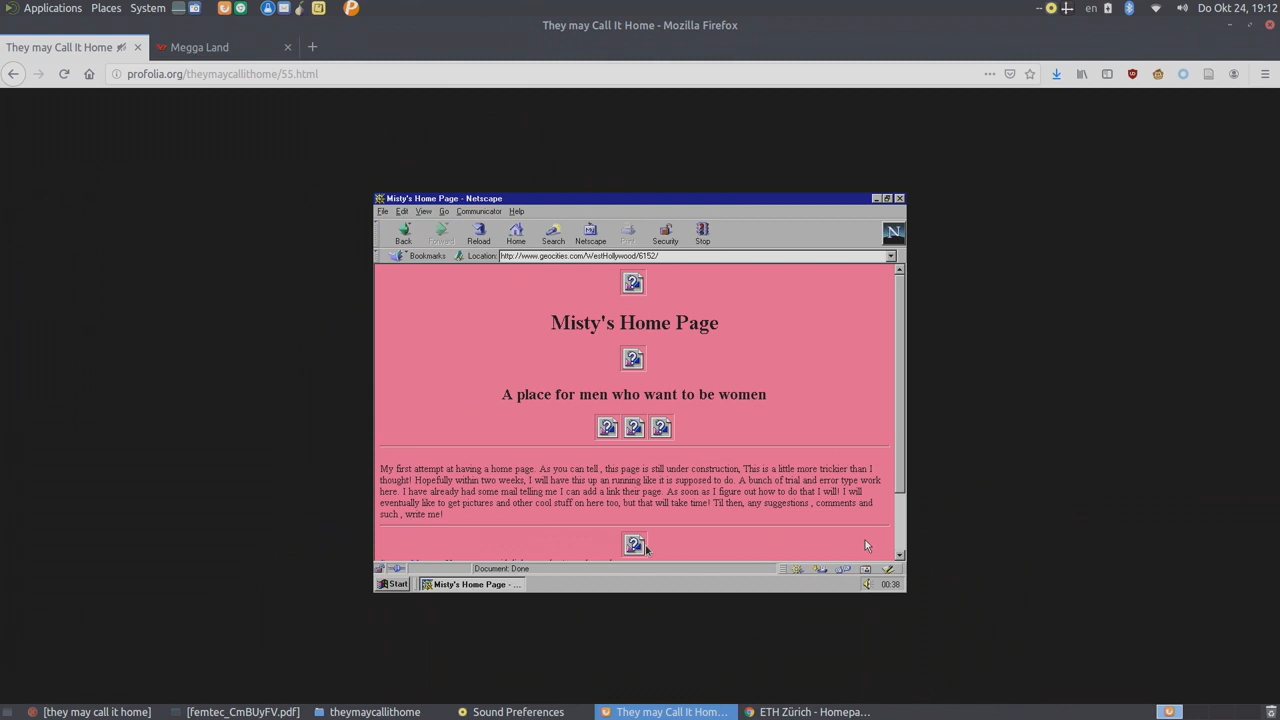 Applications Places System en Do Okt 24, 19:12
They may Call It Home - Mozilla Firefox
They may Call It Home Megga Land
profolia.org/theymaycallithome/55.html
Misty's Home Page - Netscape
File Edit View Go Communicator Help
Back Forward Reload Home Search Netscape Print Security Stop
N
Bookmarks Location: http://www.geocities.com/WestHollywood/6152/
Misty's Home Page
A place for men who want to be women
My first attempt at having a home page. As you can tell , this page is still under construction, This is a little more trickier than I
thought! Hopefully within two weeks, I will have this up an running like it is supposed to do. A bunch of trial and error type work
here. I have already had some mail telling me I can add a link their page. As soon as I figure out how to do that I will! I will
eventually like to get pictures and other cool stuff on here too, but that will take time! Til then, any suggestions , comments and
such , write me!
Document: Done
Start Misty's Home Page - ... 00:38
[they may call it home] [femtec_CmBUyFV.pdf] theymaycallithome Sound Preferences They may Call It Hom... ETH Zürich - Homepa...